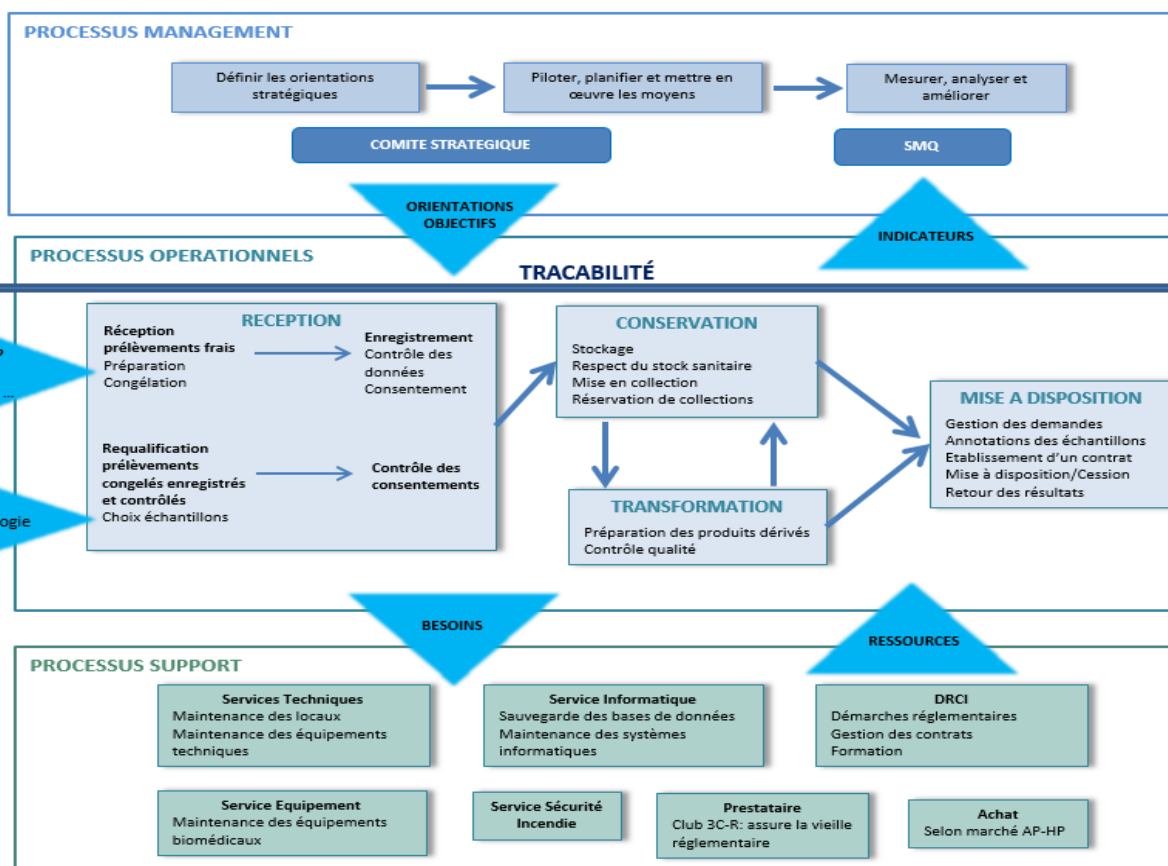 PROCESSUS MANAGEMENT
Définir les orientations
stratégiques
Piloter, planifier et mettre en
œuvre les moyens
Mesurer, analyser et
améliorer
COMITE STRATEGIQUE
SMQ
ORIENTATIONS
OBJECTIFS
INDICATEURS
PROCESSUS OPERATIONNELS
TRACABILITÉ
RECEPTION
Réception
prélèvements frais
Préparation
Congélation
Enregistrement
Contrôle des
données
Consentement
Requalification
prélèvements
congelés enregistrés
et contrôlés
Choix échantillons
Contrôle des
consentements
...
ogie
CONSERVATION
Stockage
Respect du stock sanitaire
Mise en collection
Réservation de collections
TRANSFORMATION
Préparation des produits dérivés
Contrôle qualité
MISE A DISPOSITION
Gestion des demandes
Annotations des échantillons
Etablissement d'un contrat
Mise à disposition/Cession
Retour des résultats
BESOINS
RESSOURCES
PROCESSUS SUPPORT
Services Techniques
Maintenance des locaux
Maintenance des équipements
techniques
Service Informatique
Sauvegarde des bases de données
Maintenance des systèmes
informatiques
DRCI
Démarches réglementaires
Gestion des contrats
Formation
Service Equipement
Maintenance des équipements
biomédicaux
Service Sécurité
Incendie
Prestataire
Club 3C-R: assure la vieille
réglementaire
Achat
Selon marché AP-HP